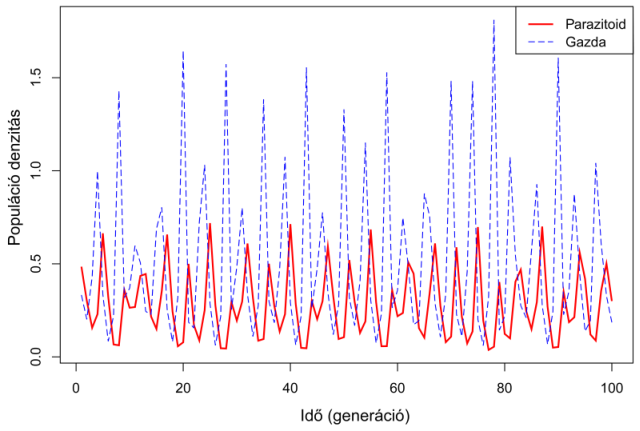 Parazitoid
Gazda
Populáció denzitás
0.0
0.5
1.0
1.5
0 20 40 60 80 100
Idő (generáció)